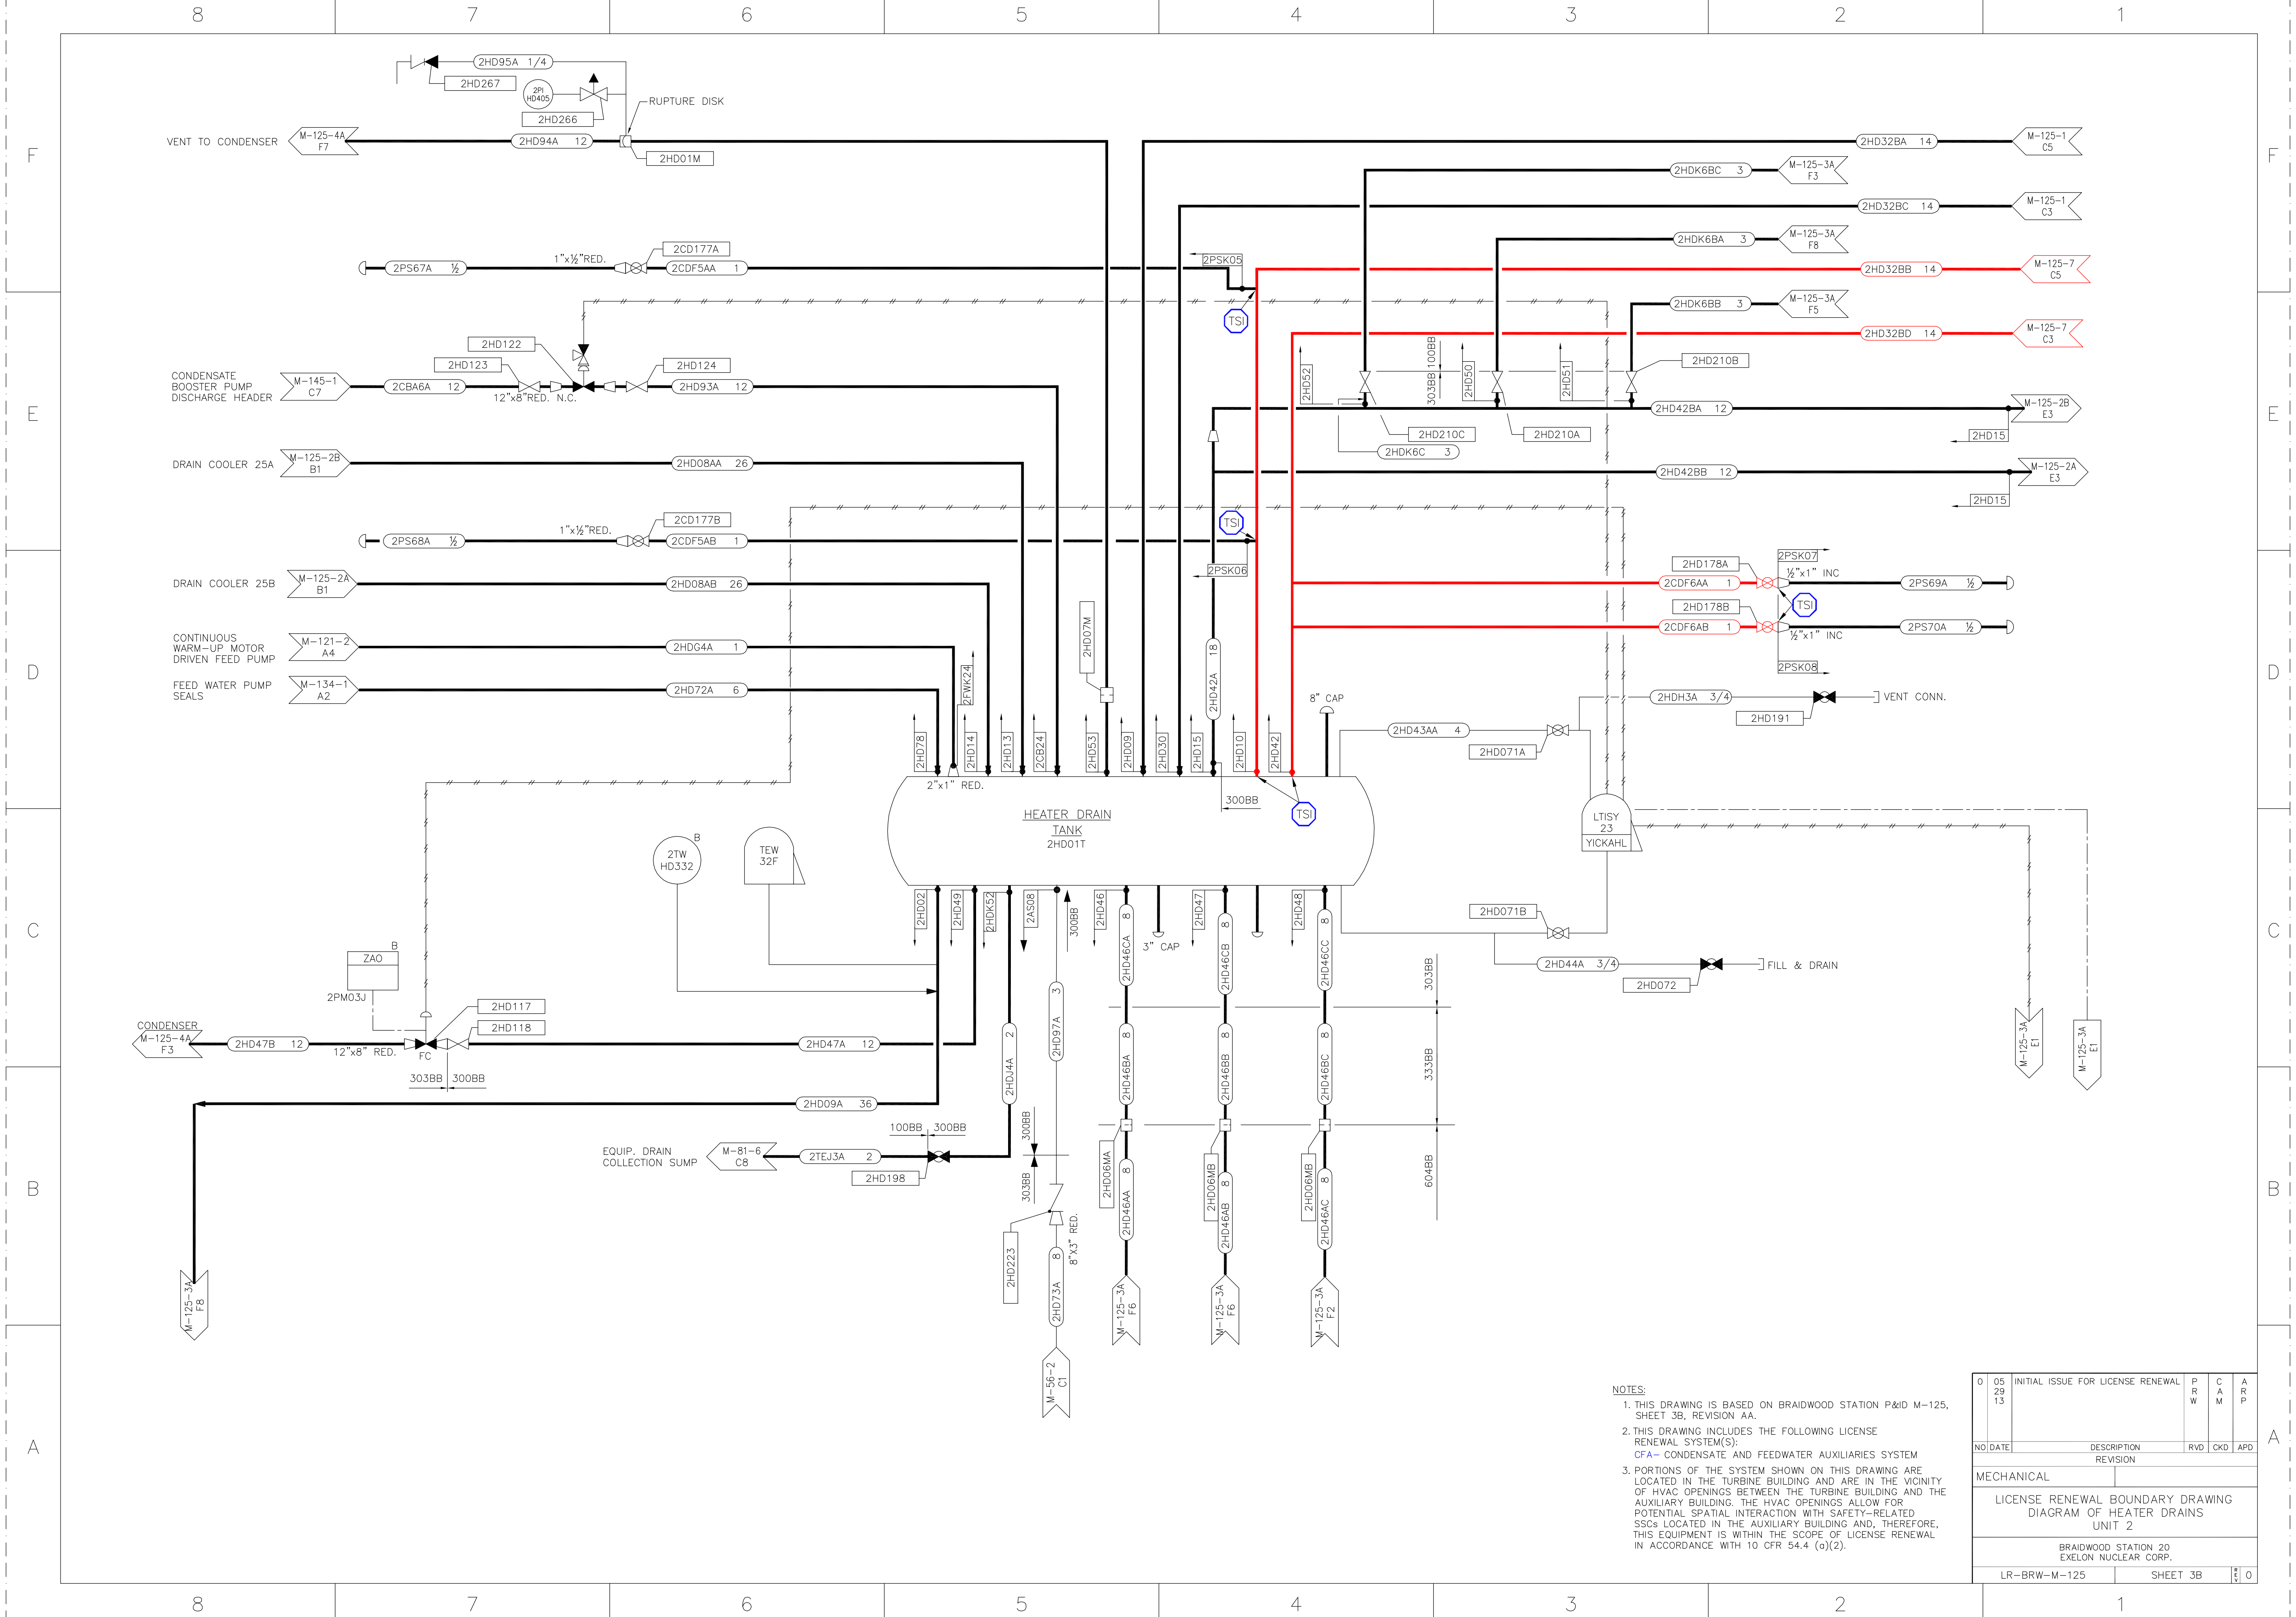 8 7 6 5 4 3 2 1
F
E
D
C
B
A
2HD95A 1/4
2HD267
2PI
HD405
2HD266
RUPTURE DISK
VENT TO CONDENSER
M-125-4A
F7
2HD94A 12
2HD01M
2HD32BA 14
M-125-1
C5
2HDK6BC 3
M-125-3A
F3
2HD32BC 14
M-125-1
C3
2HDK6BA 3
M-125-3A
F8
2HD32BB 14
M-125-7
C5
2HDK6BB 3
M-125-3A
F5
2HD32BD 14
M-125-7
C3
2PS67A ½
1"x½"RED.
2CD177A
2CDF5AA 1
2PSK05
TSI
2HD122
2HD123
2HD124
CONDENSATE
BOOSTER PUMP
DISCHARGE HEADER
M-145-1
C7
2CBA6A 12
12"x8"RED. N.C.
2HD93A 12
2HD52
303BB 100BB
2HD50
2HD51
2HD210B
2HD42BA 12
M-125-2B
E3
2HD15
2HD210C
2HD210A
2HDK6C 3
DRAIN COOLER 25A
M-125-2B
B1
2HD08AA 26
2HD42BB 12
M-125-2A
E3
2HD15
2PS68A ½
1"x½"RED.
2CD177B
2CDF5AB 1
TSI
2PSK06
DRAIN COOLER 25B
M-125-2A
B1
2HD08AB 26
2HD178A
2PSK07
½"x1" INC
2CDF6AA 1
2PS69A ½
2HD178B
TSI
2CDF6AB 1
½"x1" INC
2PS70A ½
2PSK08
CONTINUOUS
WARM-UP MOTOR
DRIVEN FEED PUMP
M-121-2
A4
2HDG4A 1
2FWK24
2HD07M
2HD42A 18
FEED WATER PUMP
SEALS
M-134-1
A2
2HD72A 6
8" CAP
2HDH3A 3/4
VENT CONN.
2HD191
2HD43AA 4
2HD071A
2HD78
2HD14
2HD13
2CB24
2HD53
2HD09
2HD30
2HD15
2HD10
2HD42
2"x1" RED.
300BB
TSI
HEATER DRAIN
TANK
2HD01T
LTISY
23
YICKAHL
B
2TW
HD332
TEW
32F
2HD02
2HD49
2HDK52
2AS08
300BB
2HD46
3" CAP
2HD47
2HD48
2HD46CA 8
2HD46CB 8
2HD46CC 8
2HD071B
2HD44A 3/4
FILL & DRAIN
2HD072
B
ZAO
2PM03J
2HD117
2HD118
CONDENSER
M-125-4A
F3
2HD47B 12
12"x8" RED.
FC
2HD47A 12
303BB 300BB
2HDJ4A 2
2HD97A 3
2HD46BA 8
2HD46BB 8
2HD46BC 8
303BB
333BB
604BB
M-125-3A
E1
M-125-3A
E1
2HD09A 36
100BB 300BB
EQUIP. DRAIN
COLLECTION SUMP
M-81-6
C8
2TEJ3A 2
2HD198
300BB
303BB
2HD06MA
2HD06MB
2HD06MB
2HD46AA 8
2HD46AB 8
2HD46AC 8
2HD223
8"X3" RED.
2HD73A 8
M-125-3A
F8
M-125-3A
F6
M-125-3A
F6
M-125-3A
F2
M-56-2
C1
NOTES:
1. THIS DRAWING IS BASED ON BRAIDWOOD STATION P&ID M-125,
SHEET 3B, REVISION AA.
2. THIS DRAWING INCLUDES THE FOLLOWING LICENSE
RENEWAL SYSTEM(S):
CFA- CONDENSATE AND FEEDWATER AUXILIARIES SYSTEM
3. PORTIONS OF THE SYSTEM SHOWN ON THIS DRAWING ARE
LOCATED IN THE TURBINE BUILDING AND ARE IN THE VICINITY
OF HVAC OPENINGS BETWEEN THE TURBINE BUILDING AND THE
AUXILIARY BUILDING. THE HVAC OPENINGS ALLOW FOR
POTENTIAL SPATIAL INTERACTION WITH SAFETY-RELATED
SSCs LOCATED IN THE AUXILIARY BUILDING AND, THEREFORE,
THIS EQUIPMENT IS WITHIN THE SCOPE OF LICENSE RENEWAL
IN ACCORDANCE WITH 10 CFR 54.4 (a)(2).
0 05 29 13 INITIAL ISSUE FOR LICENSE RENEWAL PRW CAM ARP
NO DATE DESCRIPTION RVD CKD APD
REVISION
MECHANICAL
LICENSE RENEWAL BOUNDARY DRAWING
DIAGRAM OF HEATER DRAINS
UNIT 2
BRAIDWOOD STATION 20
EXELON NUCLEAR CORP.
LR-BRW-M-125 SHEET 3B REV 0
F
E
D
C
B
A
8 7 6 5 4 3 2 1